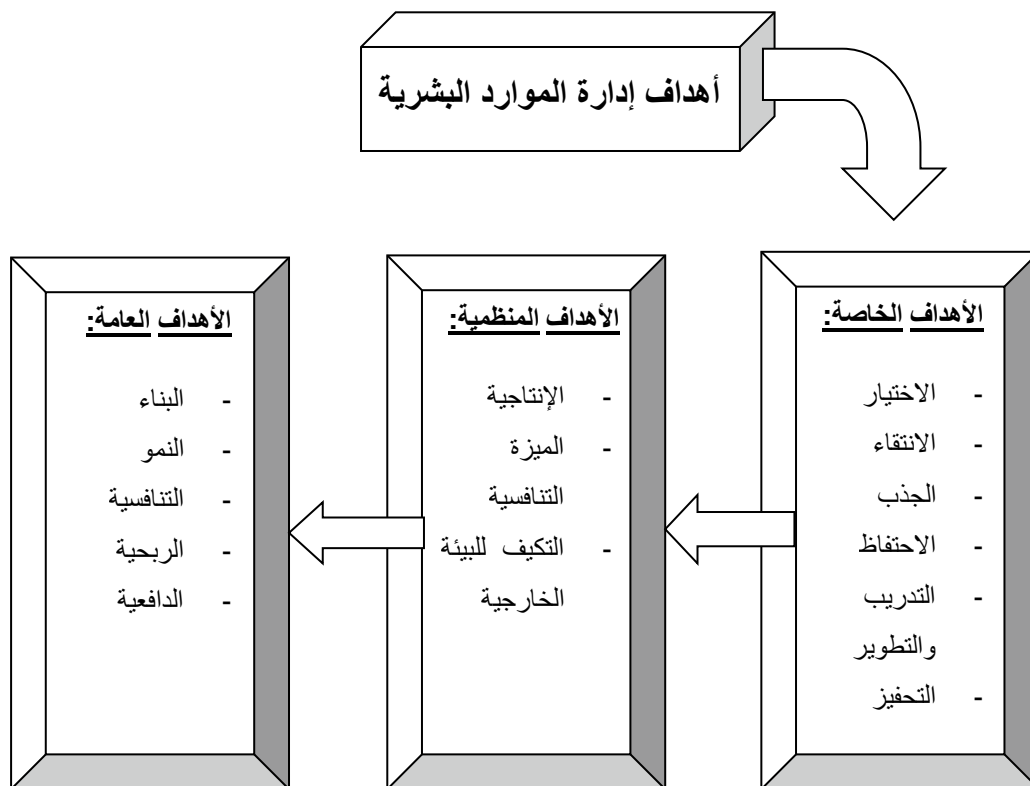 أهداف إدارة الموارد البشرية
الأهداف الخاصة:
- الاختيار
- الانتقاء
- الجذب
- الاحتفاظ
- التدريب
والتطوير
- التحفيز
الأهداف المنظمية:
- الإنتاجية
- الميزة
التنافسية
- التكيف للبيئة
الخارجية
الأهداف العامة:
- البناء
- النمو
- التنافسية
- الربحية
- الدافعية